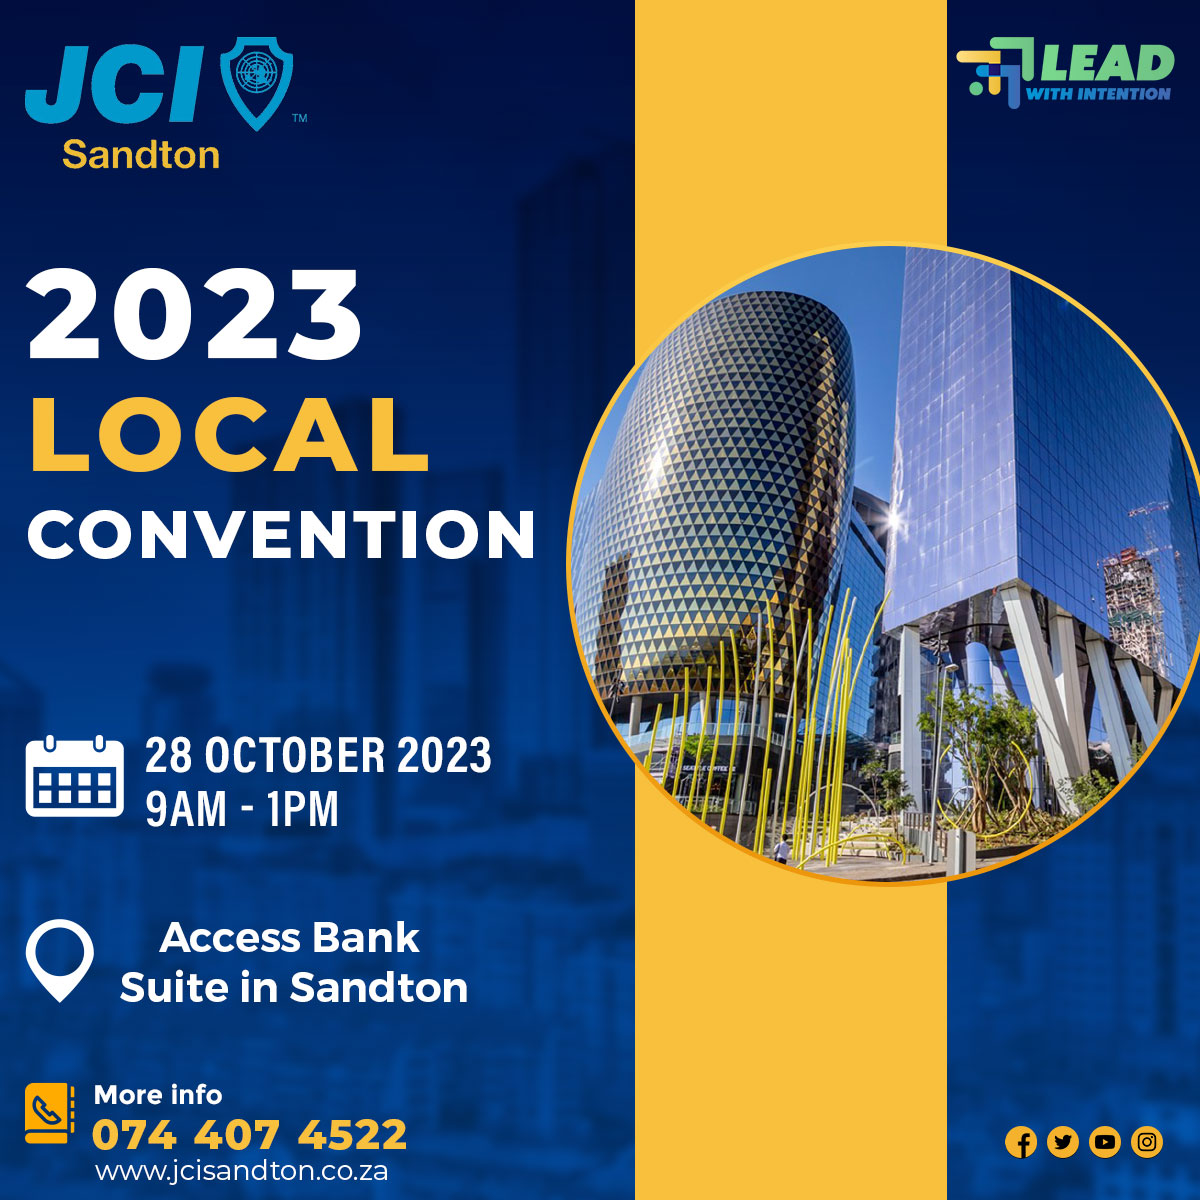 JCI
TM
Sandton
LEAD
WITH INTENTION
2023
LOCAL
CONVENTION
28 OCTOBER 2023
9AM - 1PM
Access Bank
Suite in Sandton
More info
074 407 4522
www.jcisandton.co.za